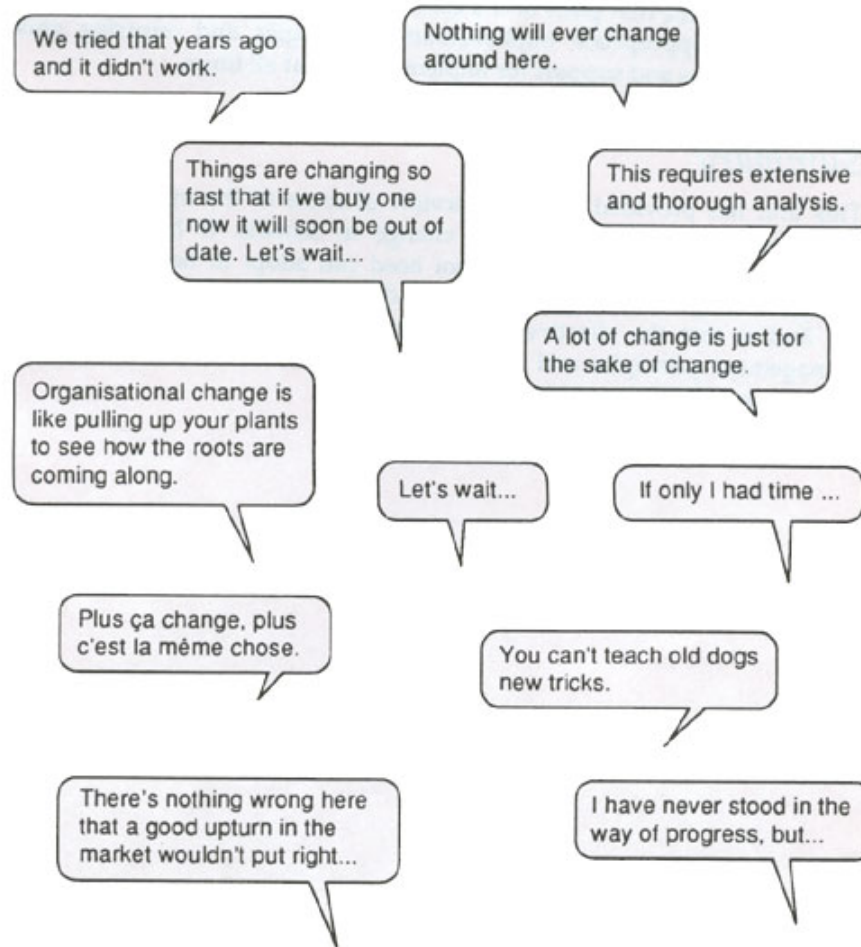 We tried that years ago
and it didn't work.
Nothing will ever change
around here.
Things are changing so
fast that if we buy one
now it will soon be out of
date. Let's wait...
This requires extensive
and thorough analysis.
A lot of change is just for
the sake of change.
Organisational change is
like pulling up your plants
to see how the roots are
coming along.
Let's wait...
If only I had time ...
Plus ça change, plus
c'est la même chose.
You can't teach old dogs
new tricks.
There's nothing wrong here
that a good upturn in the
market wouldn't put right...
I have never stood in the
way of progress, but...